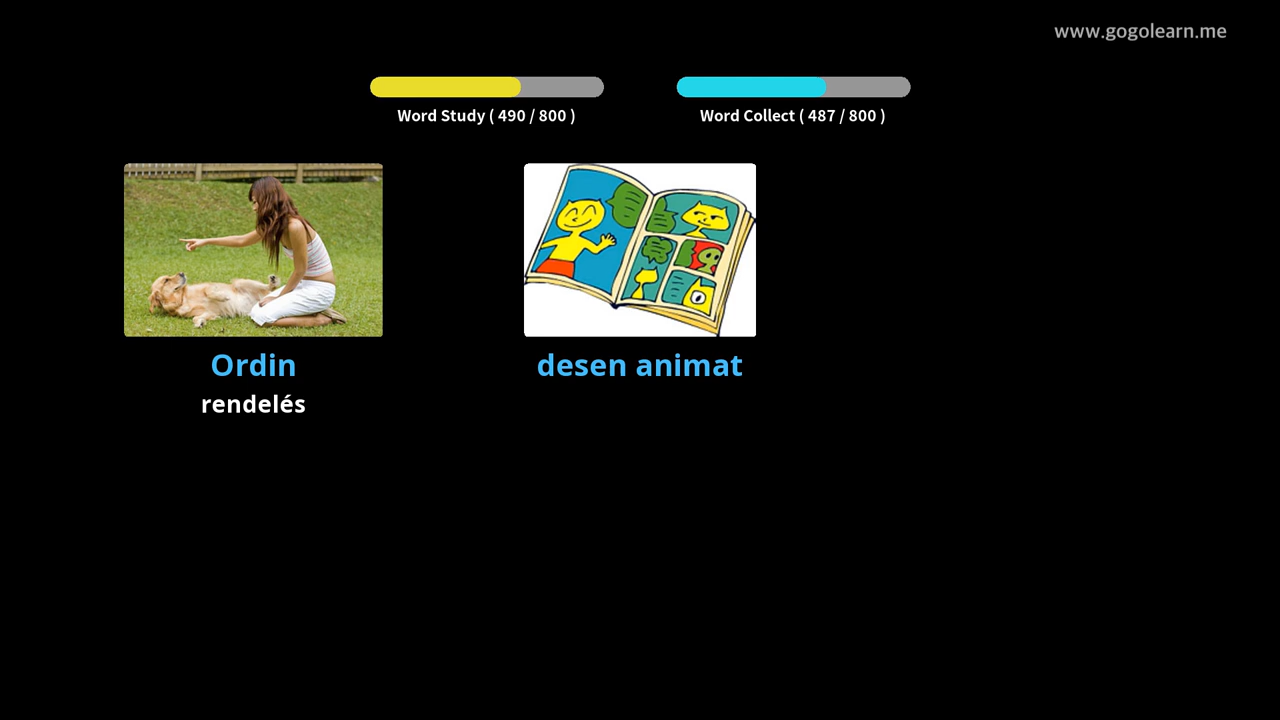 www.gogolearn.me
Word Study ( 490 / 800 )
Word Collect ( 487 / 800 )
Ordin
rendelés
desen animat